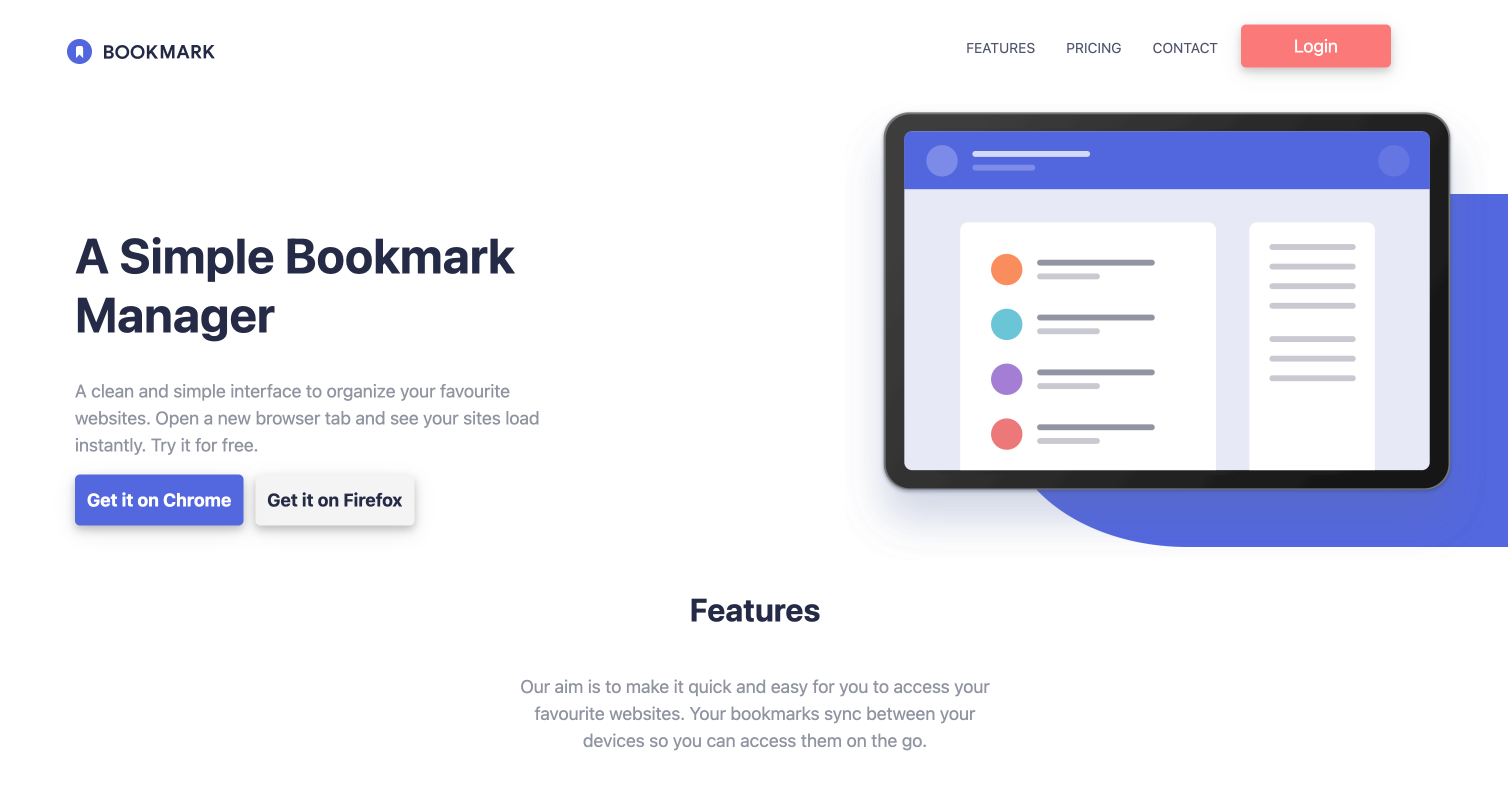 BOOKMARK
FEATURES PRICING CONTACT Login
A Simple Bookmark
Manager
A clean and simple interface to organize your favourite
websites. Open a new browser tab and see your sites load
instantly. Try it for free.
Get it on Chrome Get it on Firefox
Features
Our aim is to make it quick and easy for you to access your
favourite websites. Your bookmarks sync between your
devices so you can access them on the go.